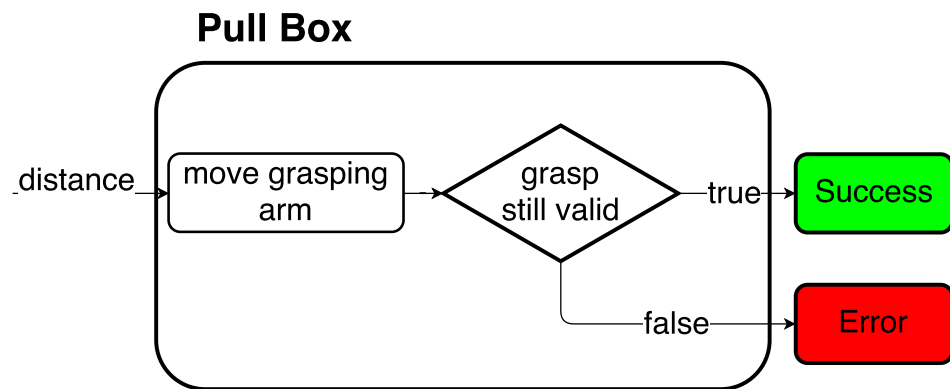 Pull Box
distance
move grasping
arm
grasp
still valid
true
Success
false
Error